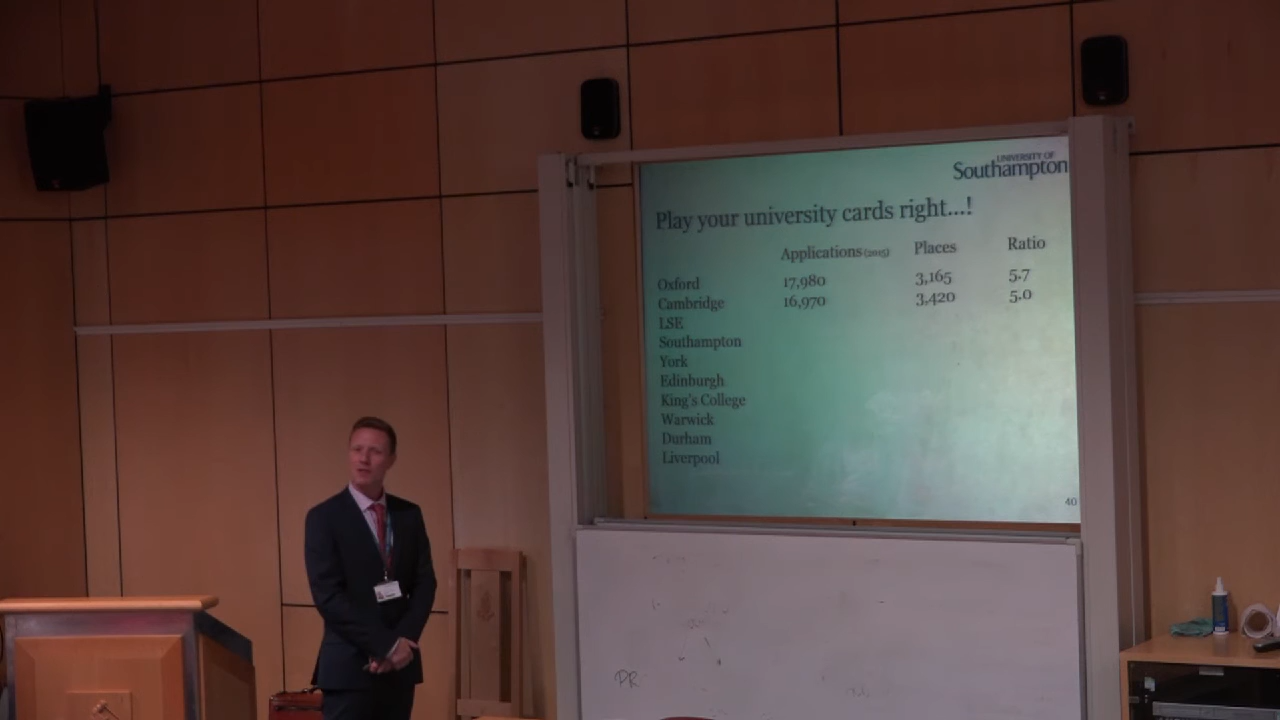 UNIVERSITY OF
Southampton
Play your university cards right...!
Applications (2015) Places Ratio
Oxford 17,980 3,165 5.7
Cambridge 16,970 3,420 5.0
LSE
Southampton
York
Edinburgh
King's College
Warwick
Durham
Liverpool
40
DR